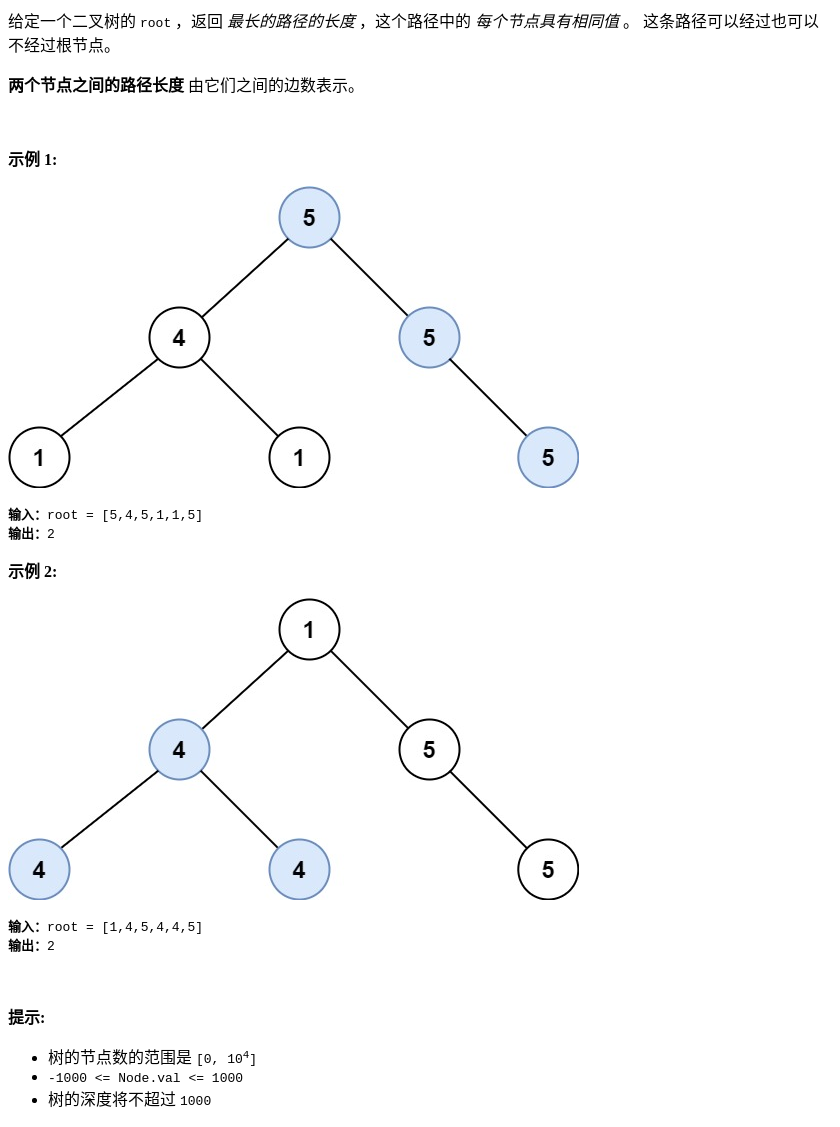 给定一个二叉树的 root ，返回 最长的路径的长度 ，这个路径中的 每个节点具有相同值 。 这条路径可以经过也可以
不经过根节点。
两个节点之间的路径长度 由它们之间的边数表示。
示例 1:
5
4 5
1 1 5
输入：root = [5,4,5,1,1,5]
输出：2
示例 2:
1
4 5
4 4 5
输入：root = [1,4,5,4,4,5]
输出：2
提示:
• 树的节点数的范围是 [0, 10⁴]
• -1000 <= Node.val <= 1000
• 树的深度将不超过 1000